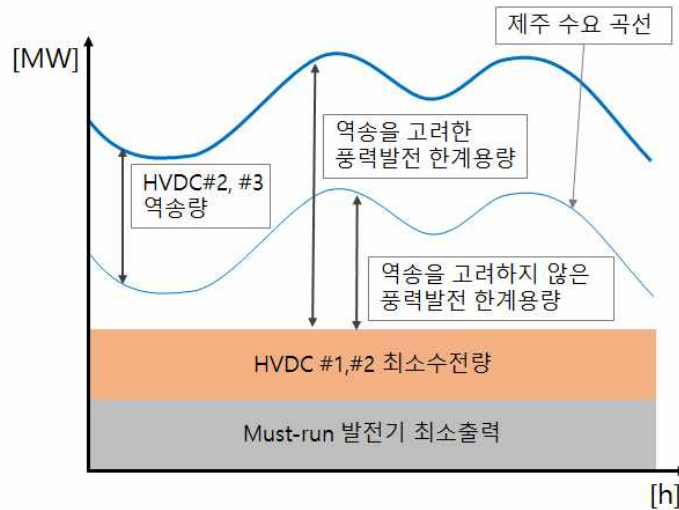 제주 수요 곡선
[MW]
역송을 고려한
풍력발전 한계용량
HVDC#2, #3
역송량
역송을 고려하지 않은
풍력발전 한계용량
HVDC #1,#2 최소수전량
Must-run 발전기 최소출력
[h]